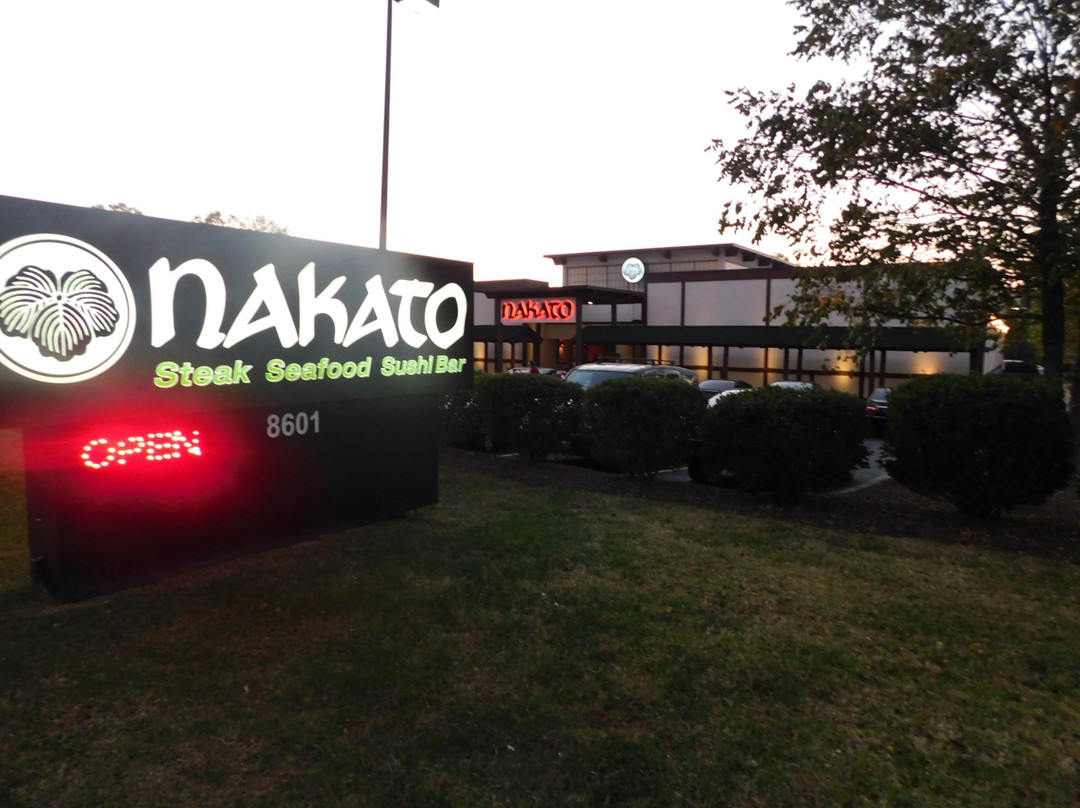 NAKATO
Steak Seafood Sushi Bar
8601
OPEN
NAKATO